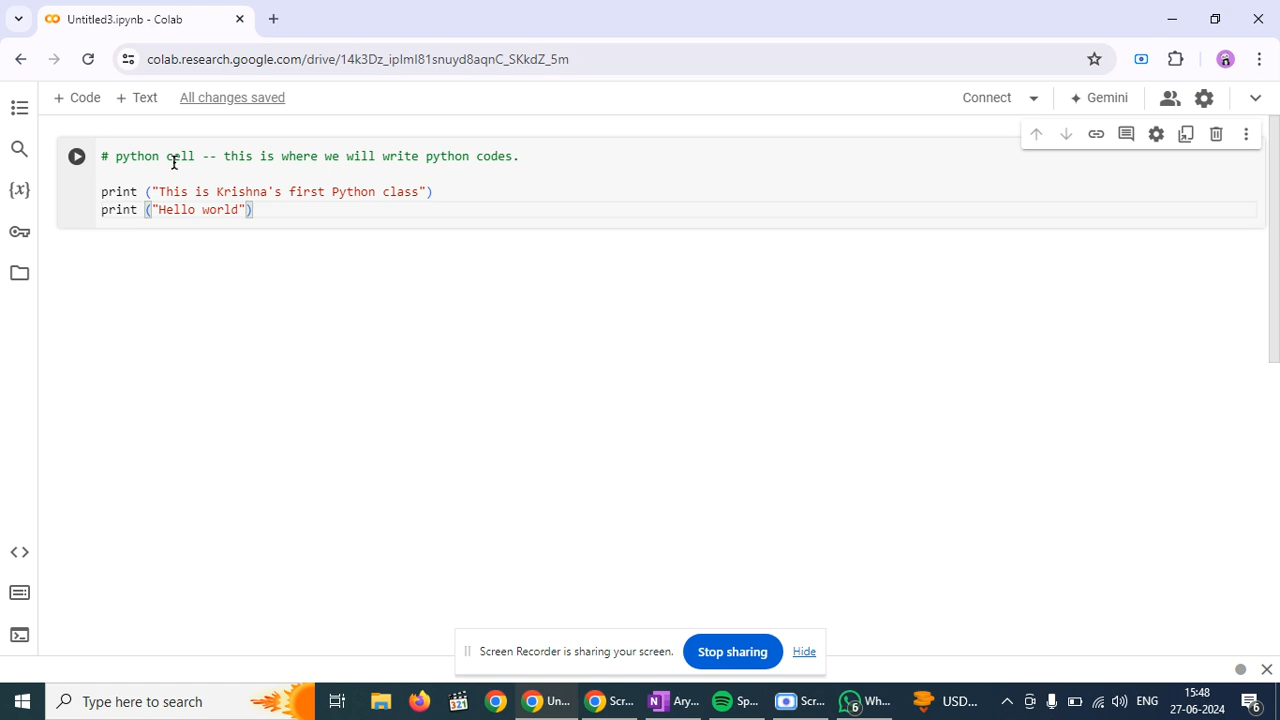 Untitled3.ipynb - Colab
colab.research.google.com/drive/14k3Dz_ipImI81snuyd8aqnC_SKkdZ_5m
+ Code + Text All changes saved Connect Gemini
# python cell -- this is where we will write python codes.
print ("This is Krishna's first Python class")
print ("Hello world")
{x}
Screen Recorder is sharing your screen. Stop sharing Hide
Type here to search Un... Scr... Ary... Sp... Scr... Wh... USD... ENG 15:48
27-06-2024